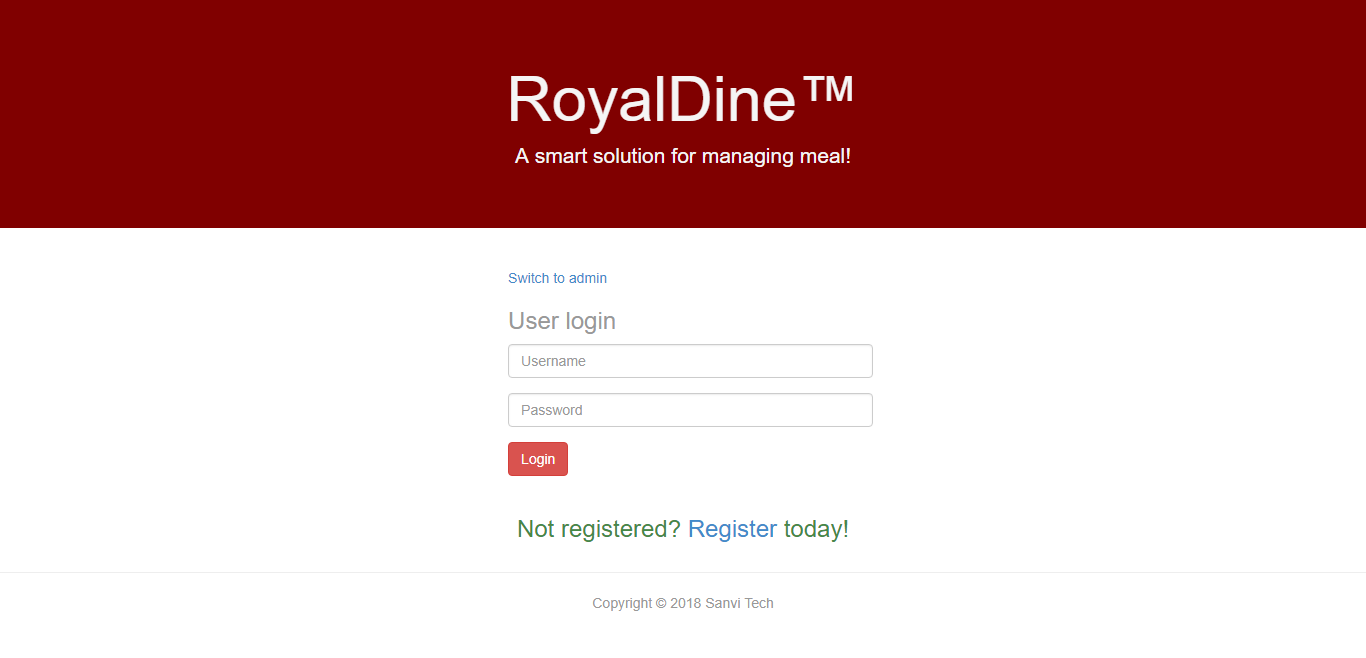 RoyalDine™
A smart solution for managing meal!
Switch to admin
User login
Username
Password
Login
Not registered? Register today!
Copyright © 2018 Sanvi Tech